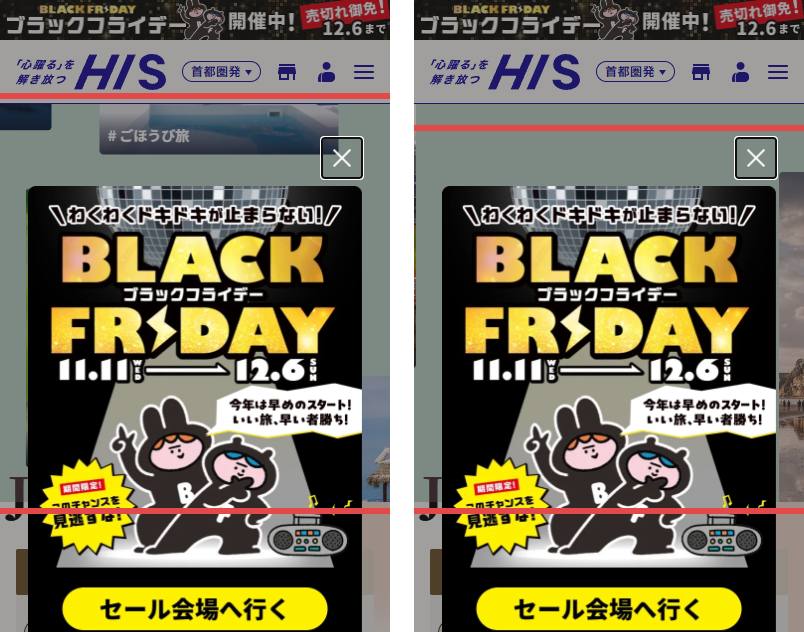 BLACK FRIDAY
ブラックフライデー 開催中!
売切れ御免!
12.6まで
「心躍る」を
解き放つ
HIS
首都圏発
# ごほうび旅
わくわくドキドキが止まらない!
BLACK
ブラックフライデー
FRIDAY
11.11 WED 12.6 SUN
今年は早めのスタート!
いい旅、早い者勝ち!
期間限定!
このチャンスを
見逃すな!
B
F
セール会場へ行く
BLACK FRIDAY
ブラックフライデー 開催中!
売切れ御免!
12.6まで
「心躍る」を
解き放つ
HIS
首都圏発
わくわくドキドキが止まらない!
BLACK
ブラックフライデー
FRIDAY
11.11 WED 12.6 SUN
今年は早めのスタート!
いい旅、早い者勝ち!
期間限定!
このチャンスを
見逃すな!
B
F
セール会場へ行く